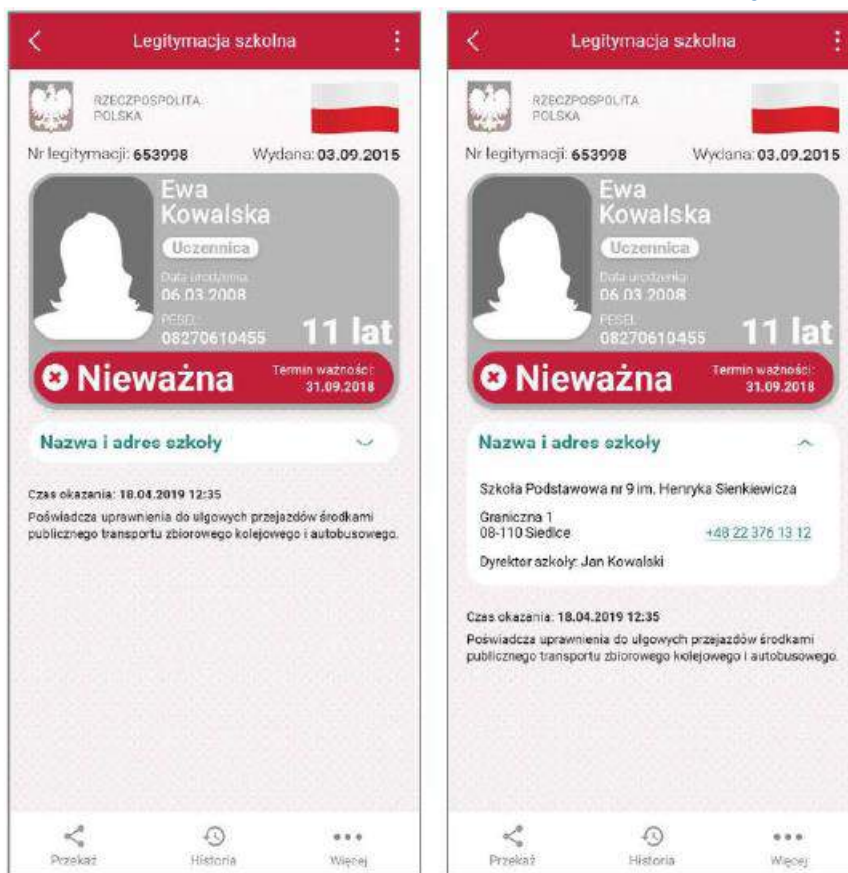 Legitymacja szkolna
RZECZPOSPOLITA
POLSKA
Nr legitymacji: 653998
Wydana: 03.09.2015
Ewa
Kowalska
Uczennica
Data urodzenia:
06.03.2008
PESEL:
08270610455
11 lat
Nieważna
Termin ważności:
31.09.2018
Nazwa i adres szkoły
Czas okazania: 18.04.2019 12:35
Poświadcza uprawnienia do ulgowych przejazdów środkami
publicznego transportu zbiorowego kolejowego i autobusowego.
Przekaż
Historia
Więcej
Legitymacja szkolna
RZECZPOSPOLITA
POLSKA
Nr legitymacji: 653998
Wydana: 03.09.2015
Ewa
Kowalska
Uczennica
Data urodzenia:
06.03.2008
PESEL:
08270610455
11 lat
Nieważna
Termin ważności:
31.09.2018
Nazwa i adres szkoły
Szkoła Podstawowa nr 9 im. Henryka Sienkiewicza
Graniczna 1
08-110 Siedlce
+48 22 376 13 12
Dyrektor szkoły: Jan Kowalski
Czas okazania: 18.04.2019 12:35
Poświadcza uprawnienia do ulgowych przejazdów środkami
publicznego transportu zbiorowego kolejowego i autobusowego.
Przekaż
Historia
Więcej